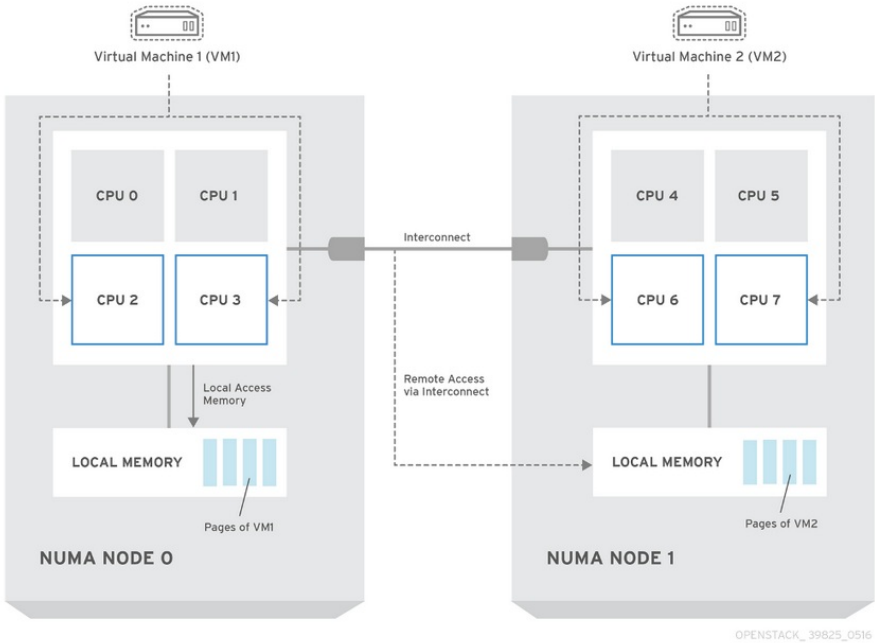 Virtual Machine 1 (VM1)
Virtual Machine 2 (VM2)
CPU 0
CPU 1
CPU 2
CPU 3
Interconnect
CPU 4
CPU 5
CPU 6
CPU 7
Local Access
Memory
Remote Access
via Interconnect
LOCAL MEMORY
Pages of VM1
LOCAL MEMORY
Pages of VM2
NUMA NODE 0
NUMA NODE 1
OPENSTACK_39825_0516